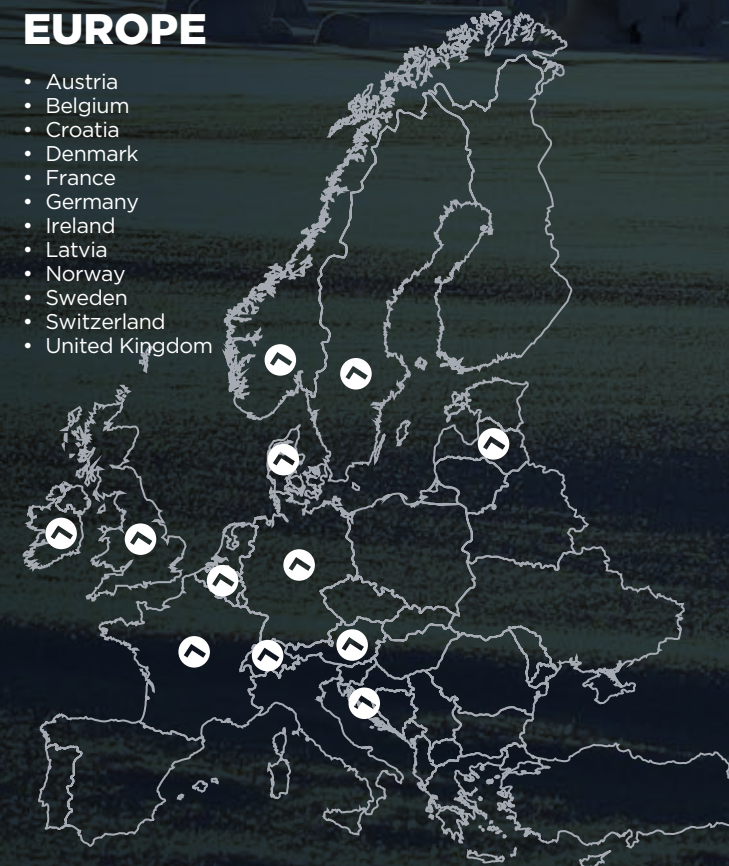 EUROPE
• Austria
• Belgium
• Croatia
• Denmark
• France
• Germany
• Ireland
• Latvia
• Norway
• Sweden
• Switzerland
• United Kingdom